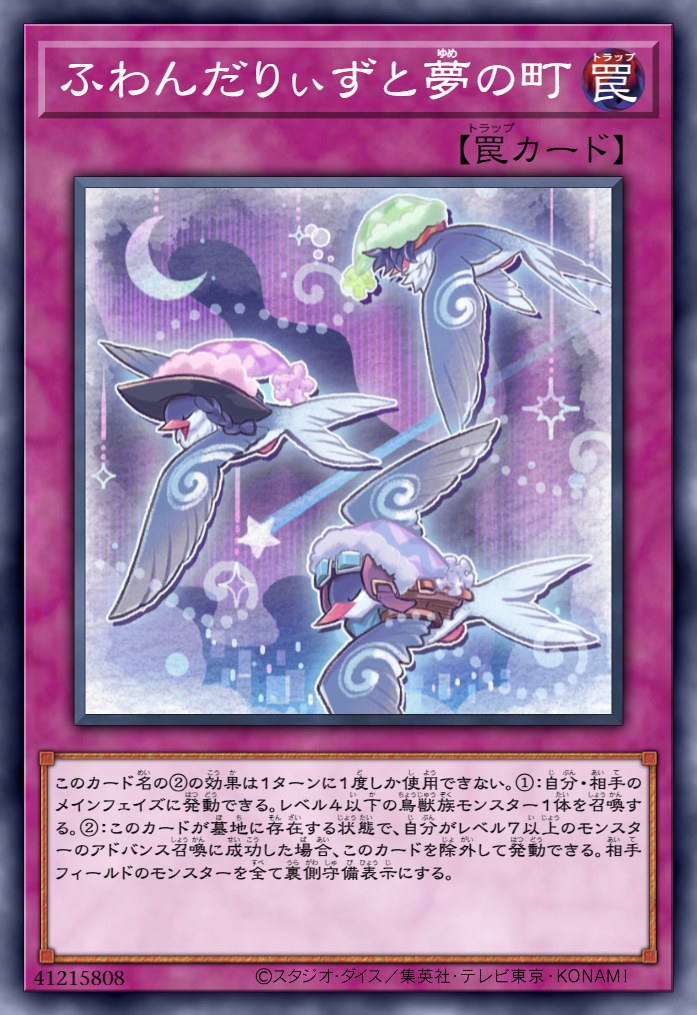 ふわんだりぃずと夢の町 罠
【罠カード】
このカード名の②の効果は1ターンに1度しか使用できない。①:自分・相手の
メインフェイズに発動できる。レベル4以下の鳥獣族モンスター1体を召喚す
る。②:このカードが墓地に存在する状態で、自分がレベル7以上のモンスタ
ーのアドバンス召喚に成功した場合、このカードを除外して発動できる。相手
フィールドのモンスターを全て裏側守備表示にする。
41215808 ©スタジオ・ダイス/集英社・テレビ東京・KONAMI